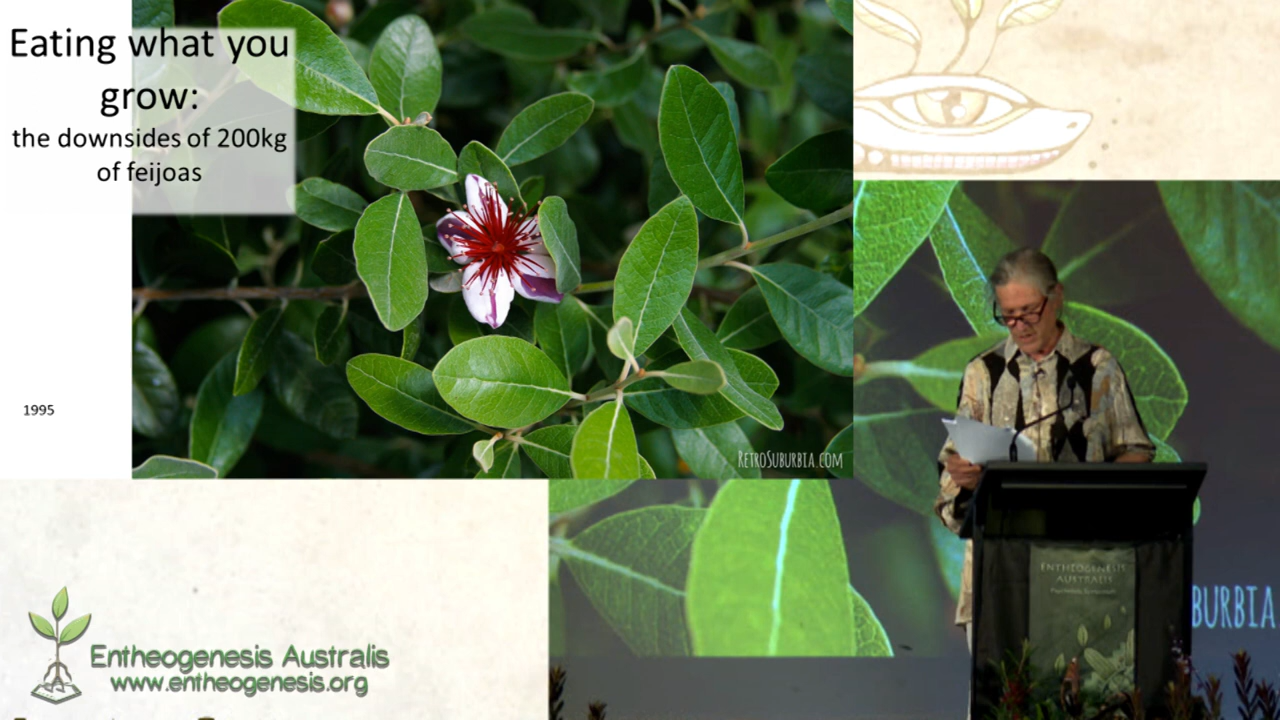 Eating what you
grow:
the downsides of 200kg
of feijoas
1995
RetroSuburbia.com
ENTHEOGENESIS
AUSTRALIS
BURBIA
Entheogenesis Australis
www.entheogenesis.org